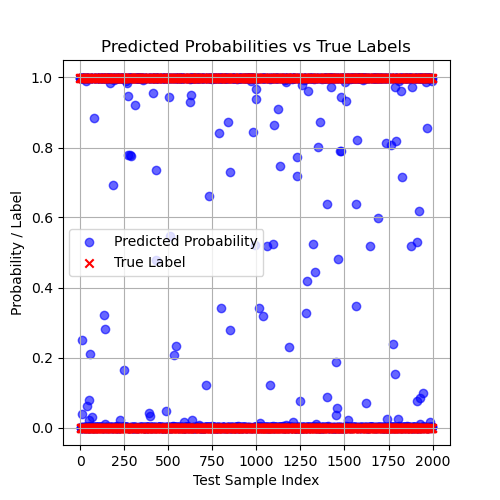 Predicted Probabilities vs True Labels
1.0
0.8
0.6
0.4
0.2
0.0
Probability / Label
Predicted Probability
True Label
0 250 500 750 1000 1250 1500 1750 2000
Test Sample Index